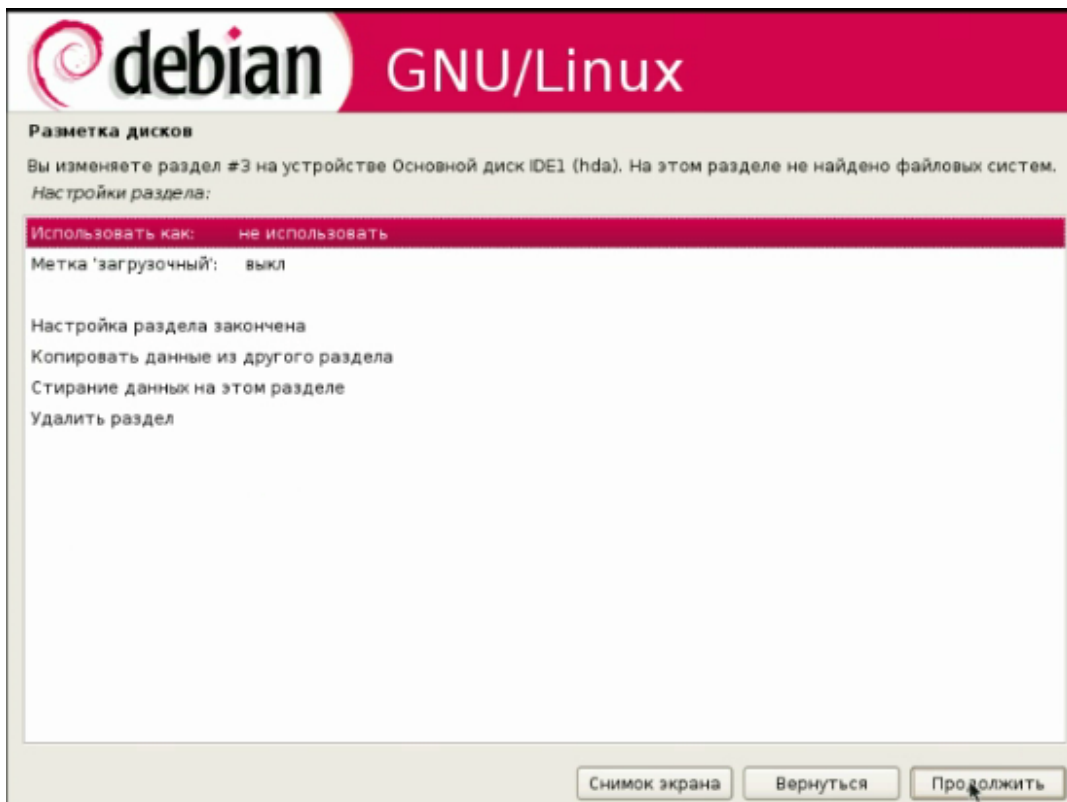 debian GNU/Linux
Разметка дисков
Вы изменяете раздел #3 на устройстве Основной диск IDE1 (hda). На этом разделе не найдено файловых систем.
Настройки раздела:
Использовать как: не использовать
Метка 'загрузочный': выкл
Настройка раздела закончена
Копировать данные из другого раздела
Стирание данных на этом разделе
Удалить раздел
Снимок экрана Вернуться Продолжить